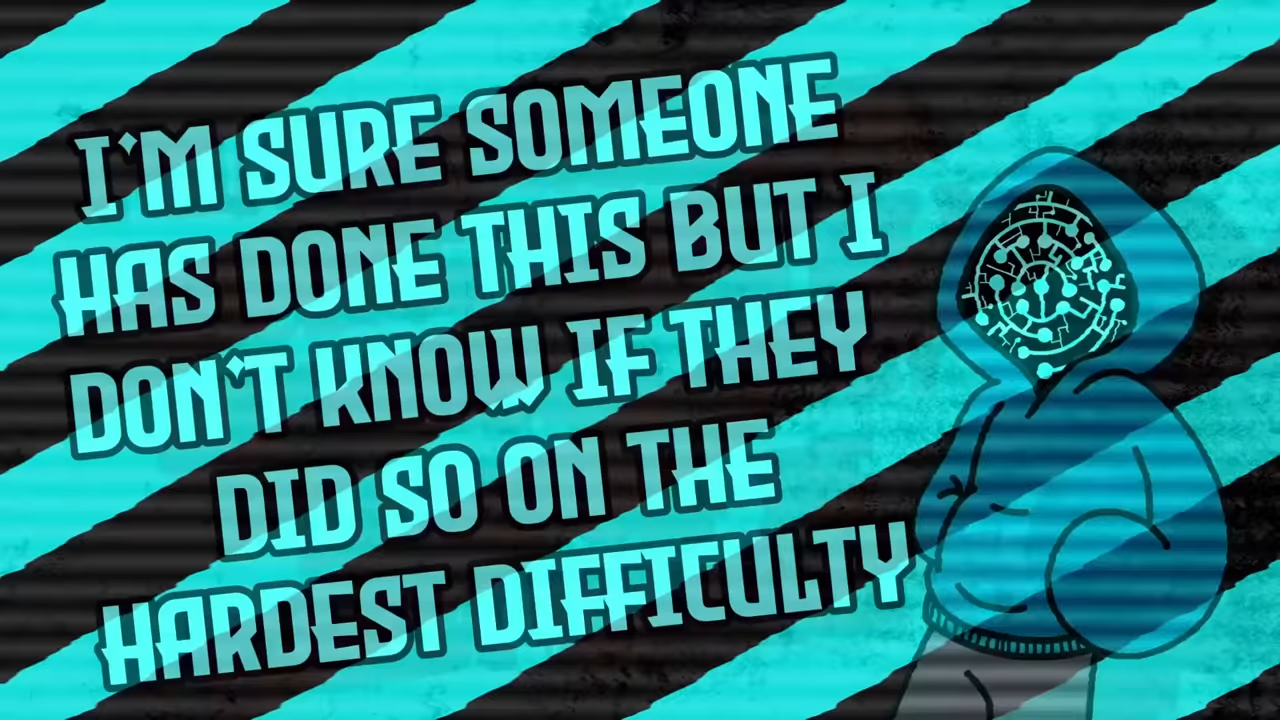 I'M SURE SOMEONE
HAS DONE THIS BUT I
DON'T KNOW IF THEY
DID SO ON THE
HARDEST DIFFICULTY